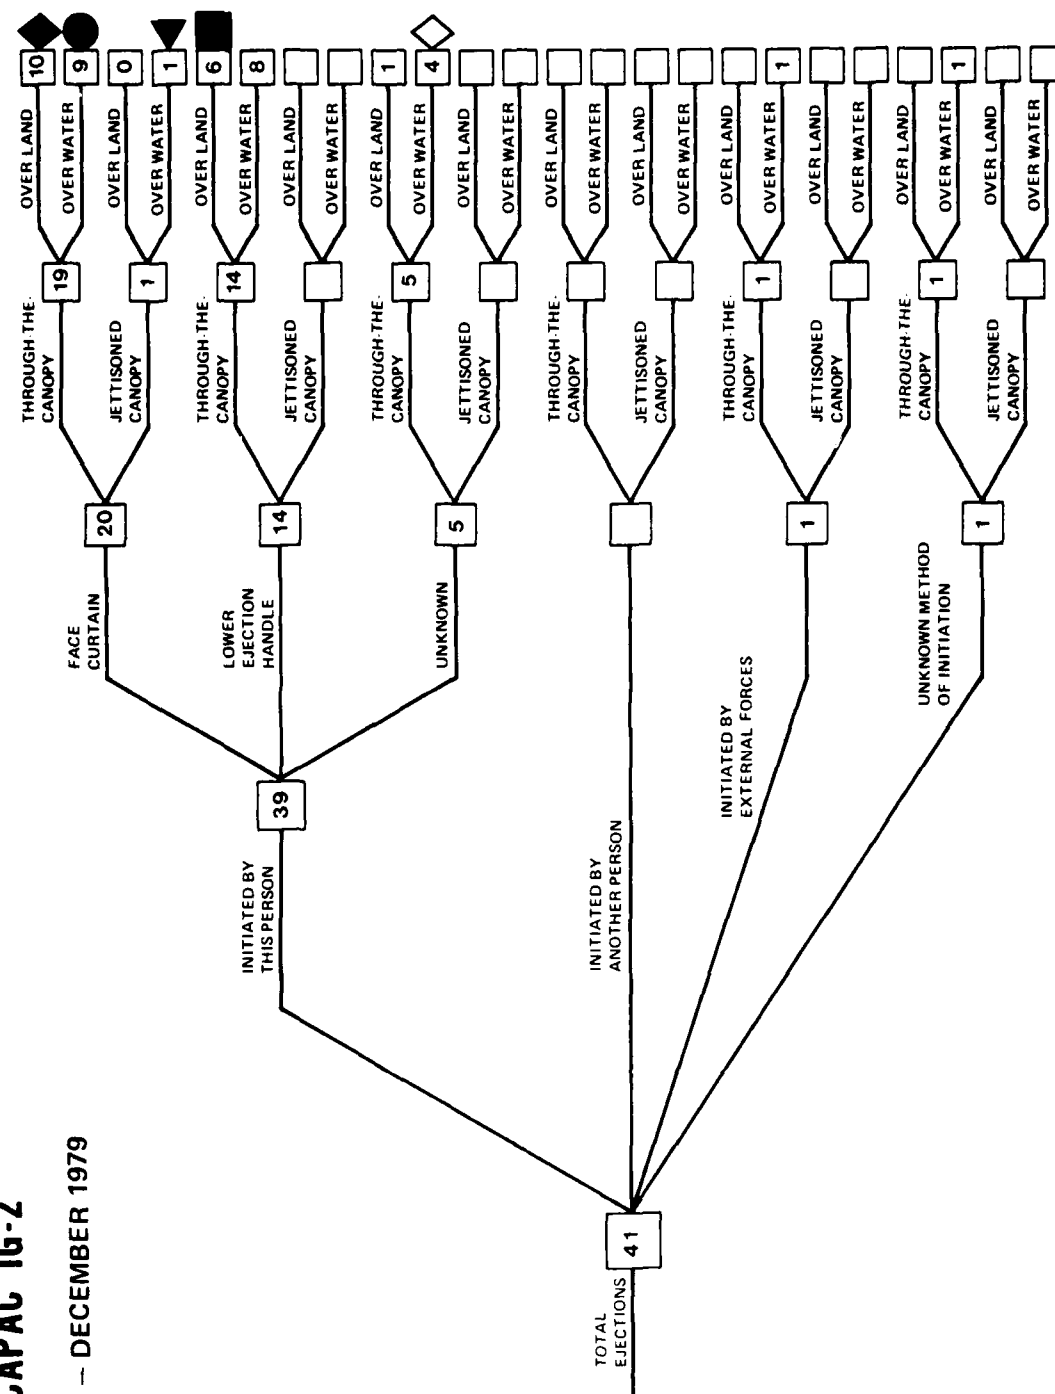 CAPAC IG-2
— DECEMBER 1979
TOTAL
EJECTIONS
41
INITIATED BY
THIS PERSON
39
FACE
CURTAIN
20
THROUGH-THE-
CANOPY
19
OVER LAND
10
OVER WATER
9
JETTISONED
CANOPY
1
OVER LAND
0
OVER WATER
1
LOWER
EJECTION
HANDLE
14
THROUGH-THE-
CANOPY
14
OVER LAND
6
OVER WATER
8
JETTISONED
CANOPY
OVER LAND
OVER WATER
UNKNOWN
5
THROUGH-THE-
CANOPY
5
OVER LAND
1
OVER WATER
4
JETTISONED
CANOPY
OVER LAND
OVER WATER
INITIATED BY
ANOTHER PERSON
THROUGH-THE-
CANOPY
OVER LAND
OVER WATER
JETTISONED
CANOPY
OVER LAND
OVER WATER
INITIATED BY
EXTERNAL FORCES
1
THROUGH-THE-
CANOPY
1
OVER LAND
OVER WATER
1
JETTISONED
CANOPY
OVER LAND
OVER WATER
UNKNOWN METHOD
OF INITIATION
1
THROUGH-THE-
CANOPY
1
OVER LAND
OVER WATER
1
JETTISONED
CANOPY
OVER LAND
OVER WATER